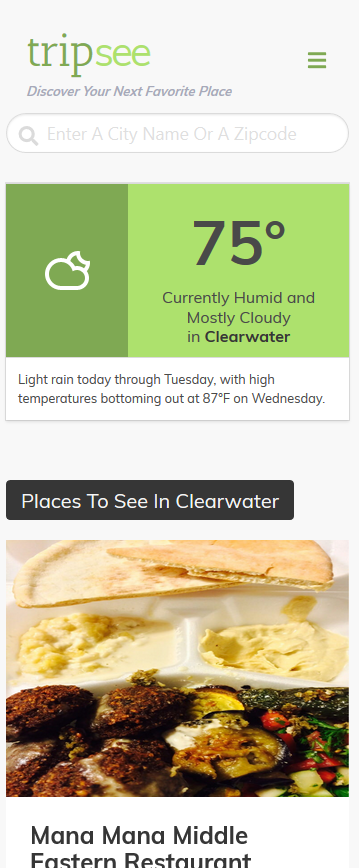 tripsee
Discover Your Next Favorite Place
Enter A City Name Or A Zipcode
75°
Currently Humid and
Mostly Cloudy
in Clearwater
Light rain today through Tuesday, with high
temperatures bottoming out at 87°F on Wednesday.
Places To See In Clearwater
Mana Mana Middle
Eastern Restaurant